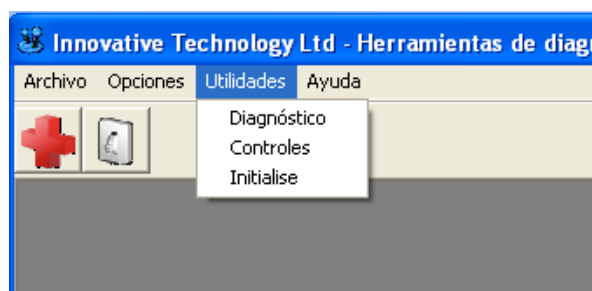 Innovative Technology Ltd - Herramientas de diag
Archivo Opciones Utilidades Ayuda
Diagnóstico
Controles
Initialise